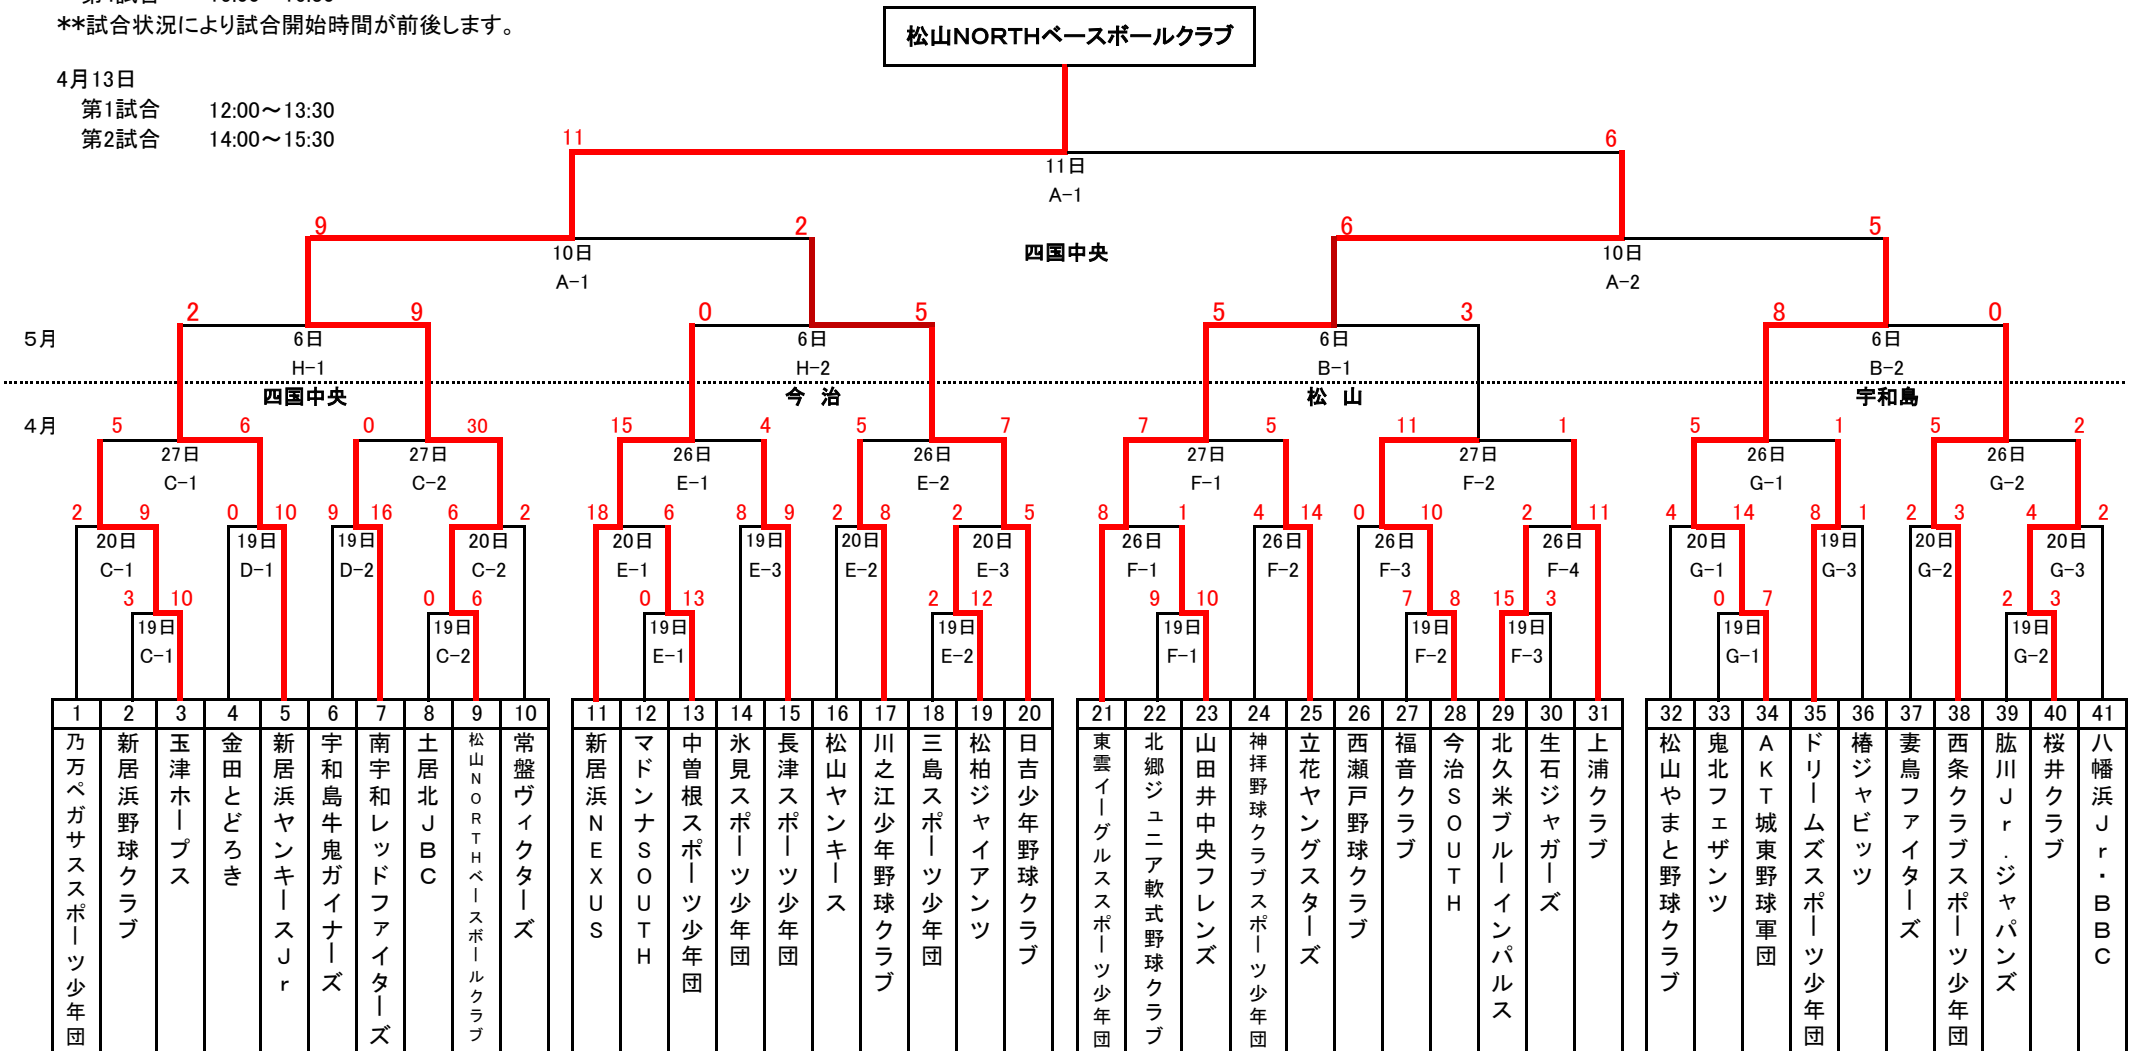 **試合状況により試合開始時間が前後します。
松山NORTHベースボールクラブ
4月13日
第1試合 12:00～13:30
第2試合 14:00～15:30
11 6
11日
A-1
9 2 6 5
四国中央
10日 10日
A-1 A-2
2 9 0 5 5 3 8 0
5月 6日 6日 6日 6日
H-1 H-2 B-1 B-2
四国中央 今 治 松 山 宇和島
4月 5 6 0 30 15 4 5 7 7 5 11 1 5 1 5 2
27日 27日 26日 26日 27日 27日 26日 26日
C-1 C-2 E-1 E-2 F-1 F-2 G-1 G-2
2 9 0 10 9 16 6 2 18 6 8 9 2 8 2 5 8 1 4 14 0 10 2 11 4 14 8 1 2 3 4 2
20日 19日 19日 20日 20日 19日 20日 20日 26日 26日 26日 26日 20日 19日 20日 20日
C-1 D-1 D-2 C-2 E-1 E-3 E-2 E-3 F-1 F-2 F-3 F-4 G-1 G-3 G-2 G-3
3 10 0 6 0 13 2 12 9 10 7 8 15 3 0 7 2 3
19日 19日 19日 19日 19日 19日 19日 19日 19日
C-1 C-2 E-1 E-2 F-1 F-2 F-3 G-1 G-2
1 2 3 4 5 6 7 8 9 10 11 12 13 14 15 16 17 18 19 20 21 22 23 24 25 26 27 28 29 30 31 32 33 34 35 36 37 38 39 40 41
乃万ペガサススポーツ少年団
新居浜野球クラブ
玉津ホープス
金田とどろき
新居浜ヤンキースJr
宇和島牛鬼ガイナーズ
南宇和レッドファイターズ
土居北JBC
松山NORTHベースボールクラブ
常盤ヴィクターズ
新居浜NEXUS
マドンナSOUTH
中曽根スポーツ少年団
氷見スポーツ少年団
長津スポーツ少年団
松山ヤンキース
川之江少年野球クラブ
三島スポーツ少年団
松柏ジャイアンツ
日吉少年野球クラブ
東雲イーグルススポーツ少年団
北郷ジュニア軟式野球クラブ
山田井中央フレンズ
神拝野球クラブスポーツ少年団
立花ヤングスターズ
西瀬戸野球クラブ
福音クラブ
今治SOUTH
北久米ブルーインパルス
生石ジャガーズ
上浦クラブ
松山やまと野球クラブ
鬼北フェザンツ
AKT城東野球軍団
ドリームズスポーツ少年団
椿ジャビッツ
妻鳥ファイターズ
西条クラブスポーツ少年団
肱川Jr.ジャパンズ
桜井クラブ
八幡浜Jr・BBC